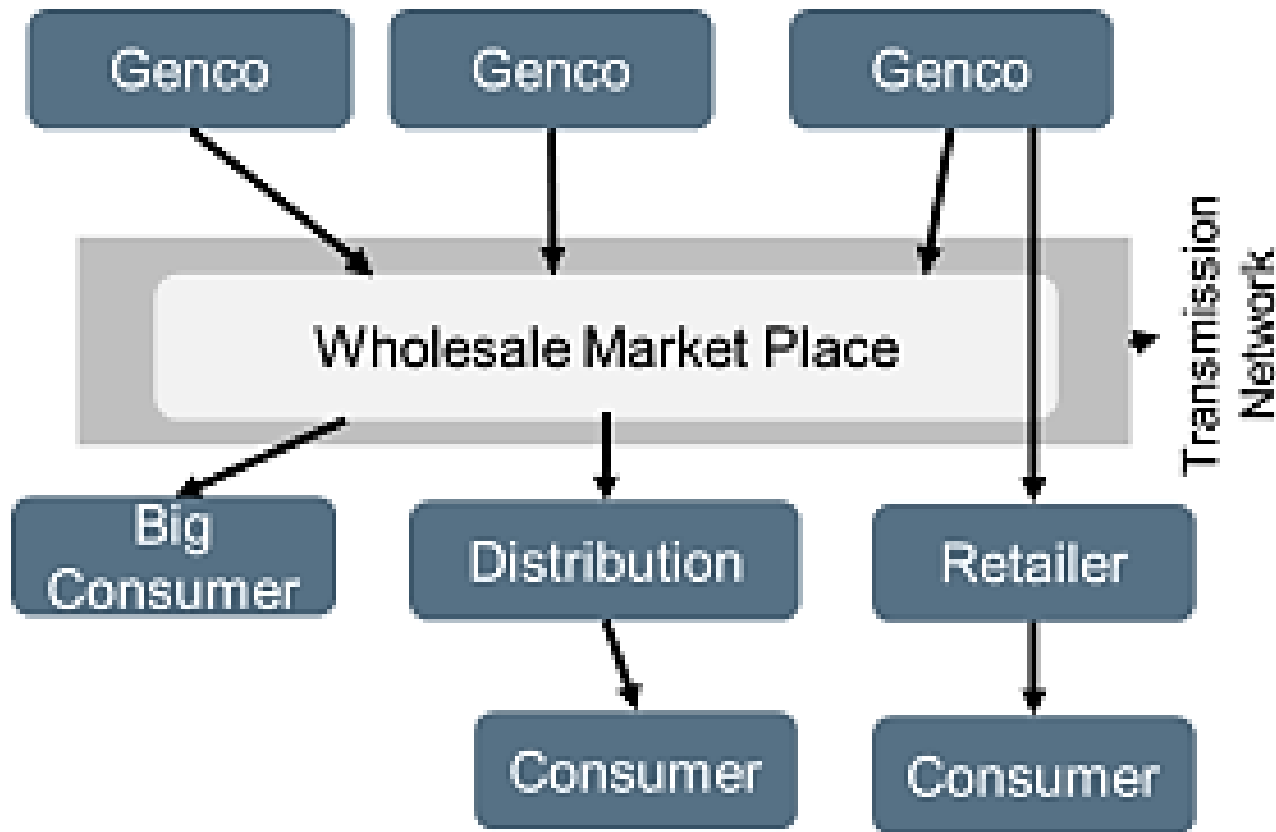 Genco
Genco
Genco
Wholesale Market Place
Transmission
Network
Big
Consumer
Distribution
Retailer
Consumer
Consumer